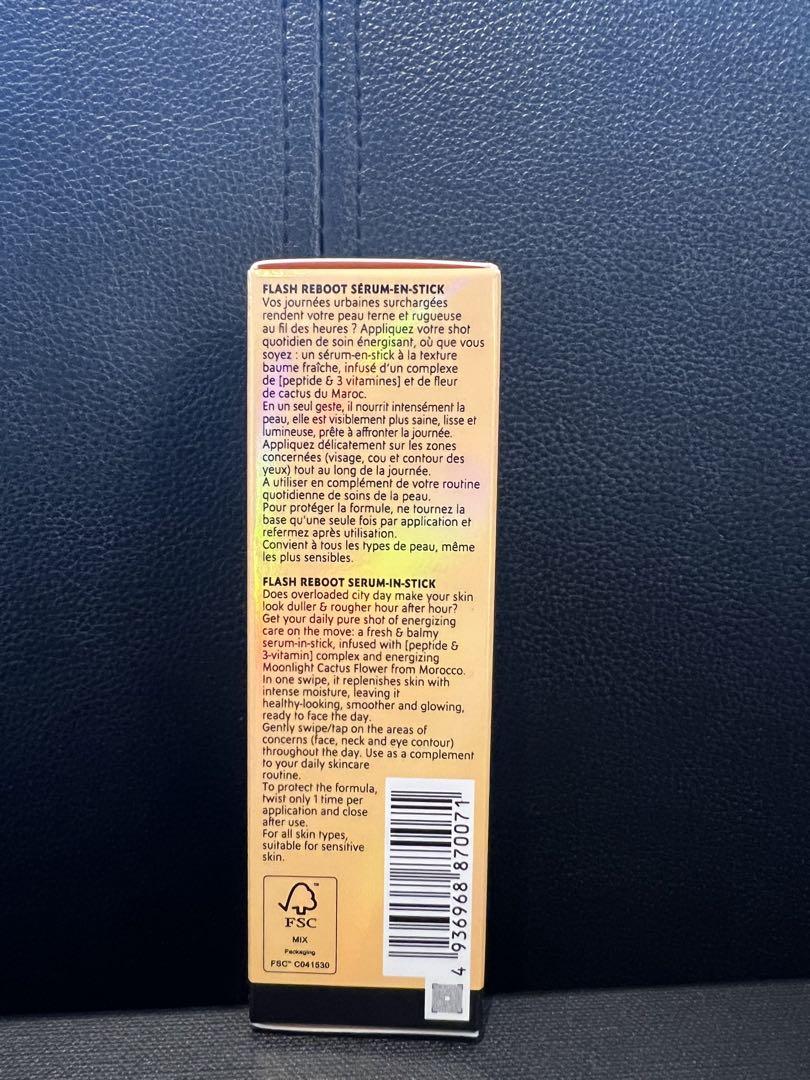 FLASH REBOOT SÉRUM-EN-STICK
Vos journées urbaines surchargées
rendent votre peau terne et rugueuse
au fil des heures ? Appliquez votre shot
quotidien de soin énergisant, où que vous
soyez : un sérum-en-stick à la texture
baume fraîche, infusé d'un complexe
de [peptide & 3 vitamines] et de fleur
de cactus du Maroc.
En un seul geste, il nourrit intensément la
peau, elle est visiblement plus saine, lisse et
lumineuse, prête à affronter la journée.
Appliquez délicatement sur les zones
concernées (visage, cou et contour des
yeux) tout au long de la journée.
A utiliser en complément de votre routine
quotidienne de soins de la peau.
Pour protéger la formule, ne tournez la
base qu'une seule fois par application et
refermez après utilisation.
Convient à tous les types de peau, même
les plus sensibles.
FLASH REBOOT SERUM-IN-STICK
Does overloaded city day make your skin
look duller & rougher hour after hour?
Get your daily pure shot of energizing
care on the move: a fresh & balmy
serum-in-stick, infused with [peptide &
3-vitamin] complex and energizing
Moonlight Cactus Flower from Morocco.
In one swipe, it replenishes skin with
intense moisture, leaving it
healthy-looking, smoother and glowing,
ready to face the day.
Gently swipe/tap on the areas of
concerns (face, neck and eye contour)
throughout the day. Use as a complement
to your daily skincare
routine.
To protect the formula,
twist only 1 time per
application and close
after use.
For all skin types,
suitable for sensitive
skin.
FSC
MIX
Packaging
FSC™ C041530
4 936968 870071